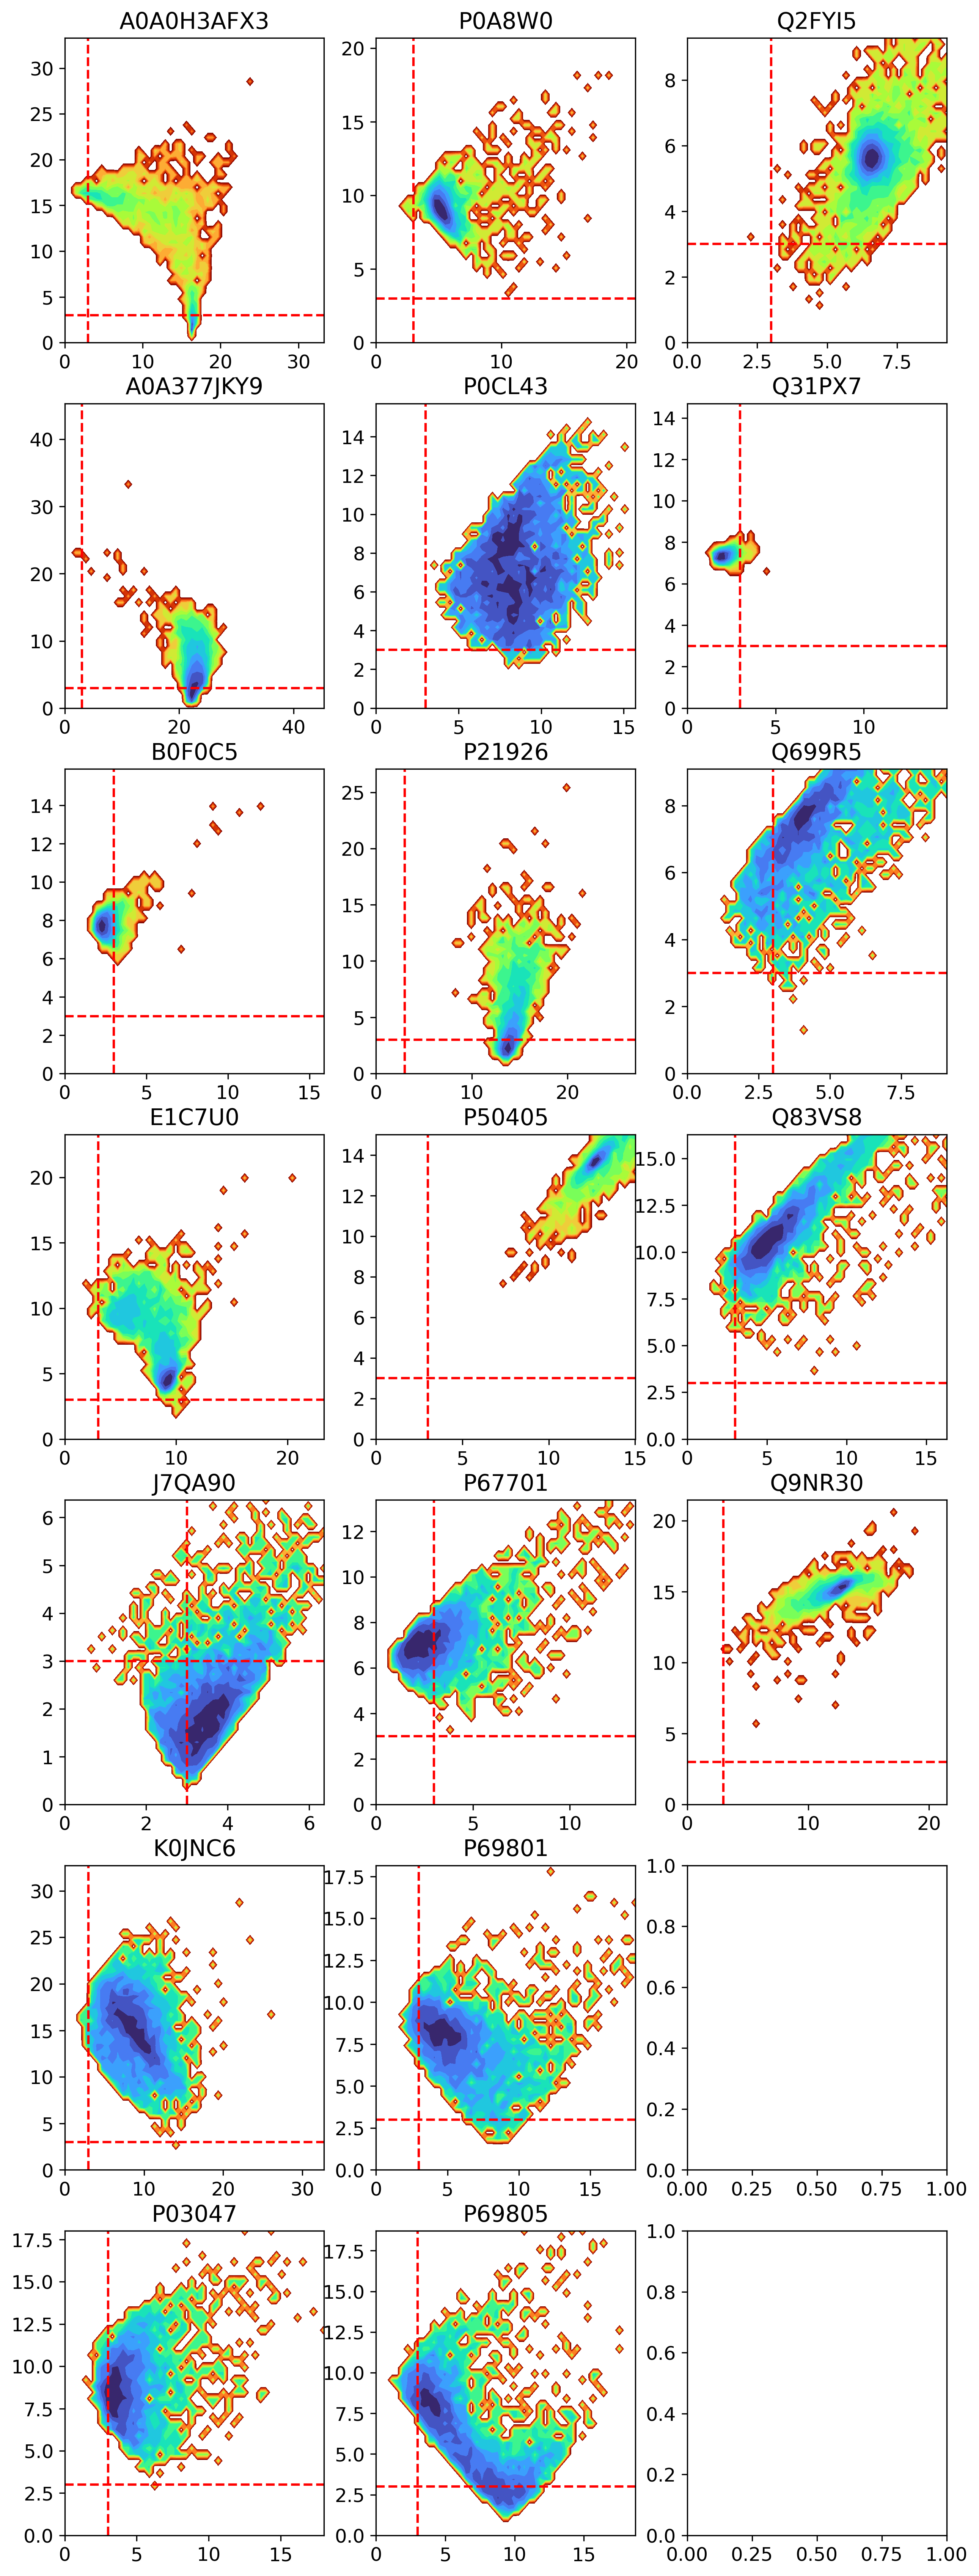 A0A0H3AFX3 P0A8W0 Q2FYI5
30 25 20 15 10 5 0
0 10 20 30
20 15 10 5 0
0 10 20
8 6 4 2 0
0.0 2.5 5.0 7.5
A0A377JKY9 P0CL43 Q31PX7
40 30 20 10 0
0 20 40
14 12 10 8 6 4 2 0
0 5 10 15
14 12 10 8 6 4 2 0
0 5 10
B0F0C5 P21926 Q699R5
14 12 10 8 6 4 2 0
0 5 10 15
25 20 15 10 5 0
0 10 20
8 6 4 2 0
0.0 2.5 5.0 7.5
E1C7U0 P50405 Q83VS8
20 15 10 5 0
0 10 20
14 12 10 8 6 4 2 0
0 5 10 15
15.0 12.5 10.0 7.5 5.0 2.5 0.0
0 5 10 15
J7QA90 P67701 Q9NR30
6 5 4 3 2 1 0
0 2 4 6
12 10 8 6 4 2 0
0 5 10
20 15 10 5 0
0 10 20
K0JNC6 P69801
30 25 20 15 10 5 0
0 10 20 30
17.5 15.0 12.5 10.0 7.5 5.0 2.5 0.0
0 5 10 15
1.0 0.8 0.6 0.4 0.2 0.0
0.00 0.25 0.50 0.75 1.00
P03047 P69805
17.5 15.0 12.5 10.0 7.5 5.0 2.5 0.0
0 5 10 15
17.5 15.0 12.5 10.0 7.5 5.0 2.5 0.0
0 5 10 15
1.0 0.8 0.6 0.4 0.2 0.0
0.00 0.25 0.50 0.75 1.00